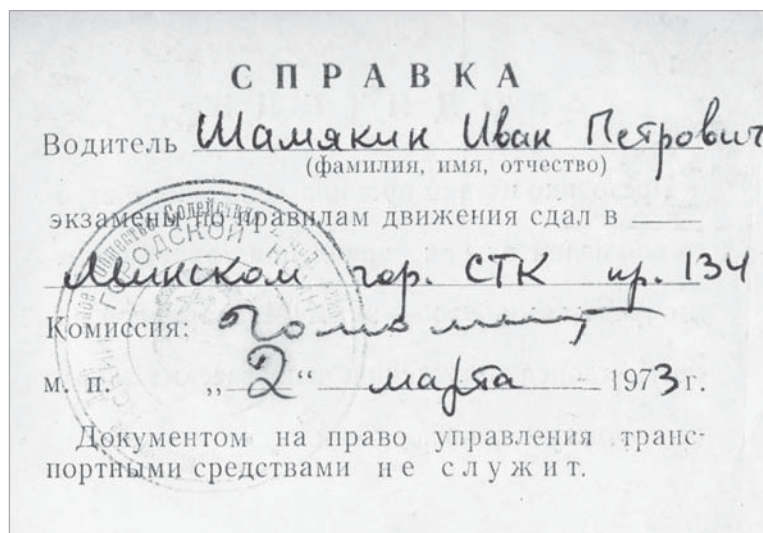 СПРАВКА
Водитель Шамякин Иван Петрович
(фамилия, имя, отчество)
экзамены по правилам движения сдал в
Минском гор. СТК пр. 134
Комиссия:
м. п. „2“ марта 1973 г.
Документом на право управления транс-
портными средствами не служит.